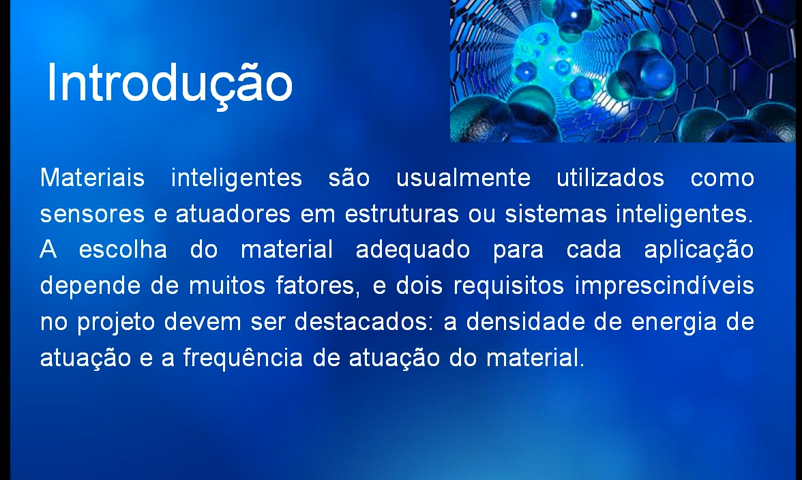 Introdução
Materiais inteligentes são usualmente utilizados como
sensores e atuadores em estruturas ou sistemas inteligentes.
A escolha do material adequado para cada aplicação
depende de muitos fatores, e dois requisitos imprescindíveis
no projeto devem ser destacados: a densidade de energia de
atuação e a frequência de atuação do material.